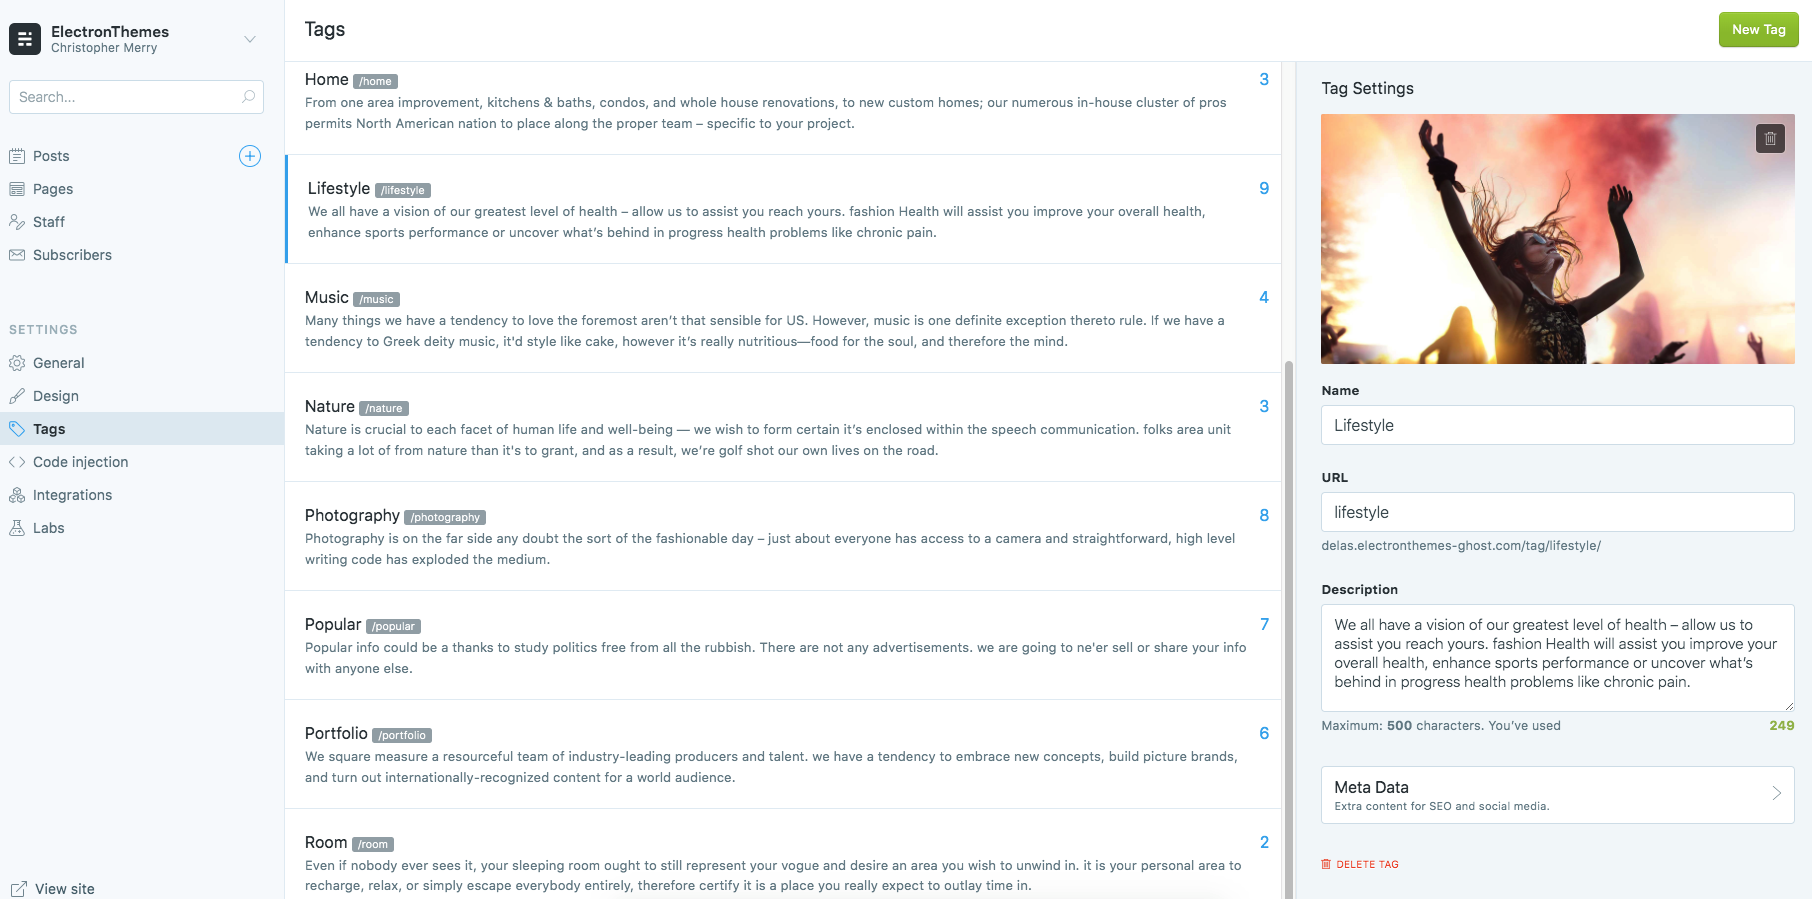 ElectronThemes
Christopher Merry
Search...
Posts
Pages
Staff
Subscribers
SETTINGS
General
Design
Tags
Code injection
Integrations
Labs
View site
Tags
New Tag
Home /home 3
From one area improvement, kitchens & baths, condos, and whole house renovations, to new custom homes; our numerous in-house cluster of pros
permits North American nation to place along the proper team – specific to your project.
Lifestyle /lifestyle 9
We all have a vision of our greatest level of health – allow us to assist you reach yours. fashion Health will assist you improve your overall health,
enhance sports performance or uncover what’s behind in progress health problems like chronic pain.
Music /music 4
Many things we have a tendency to love the foremost aren’t that sensible for US. However, music is one definite exception thereto rule. If we have a
tendency to Greek deity music, it'd style like cake, however it’s really nutritious—food for the soul, and therefore the mind.
Nature /nature 3
Nature is crucial to each facet of human life and well-being — we wish to form certain it’s enclosed within the speech communication. folks area unit
taking a lot of from nature than it's to grant, and as a result, we’re golf shot our own lives on the road.
Photography /photography 8
Photography is on the far side any doubt the sort of the fashionable day – just about everyone has access to a camera and straightforward, high level
writing code has exploded the medium.
Popular /popular 7
Popular info could be a thanks to study politics free from all the rubbish. There are not any advertisements. we are going to ne'er sell or share your info
with anyone else.
Portfolio /portfolio 6
We square measure a resourceful team of industry-leading producers and talent. we have a tendency to embrace new concepts, build picture brands,
and turn out internationally-recognized content for a world audience.
Room /room 2
Even if nobody ever sees it, your sleeping room ought to still represent your vogue and desire an area you wish to unwind in. it is your personal area to
recharge, relax, or simply escape everybody entirely, therefore certify it is a place you really expect to outlay time in.
Tag Settings
Name
Lifestyle
URL
lifestyle
delas.electronthemes-ghost.com/tag/lifestyle/
Description
We all have a vision of our greatest level of health – allow us to
assist you reach yours. fashion Health will assist you improve your
overall health, enhance sports performance or uncover what’s
behind in progress health problems like chronic pain.
Maximum: 500 characters. You’ve used 249
Meta Data
Extra content for SEO and social media.
DELETE TAG